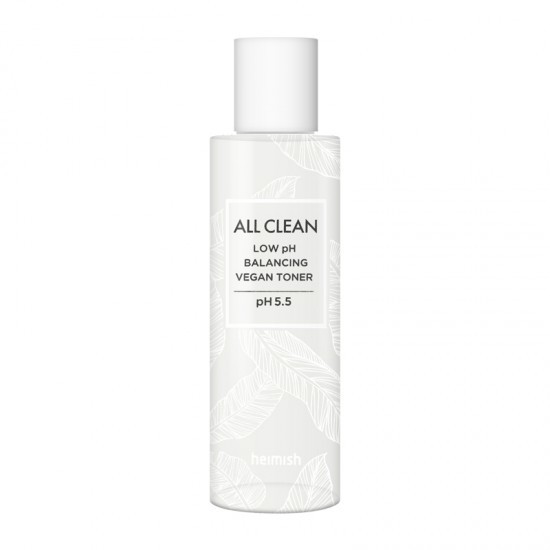 ALL CLEAN
LOW pH
BALANCING
VEGAN TONER
pH 5.5
heimish